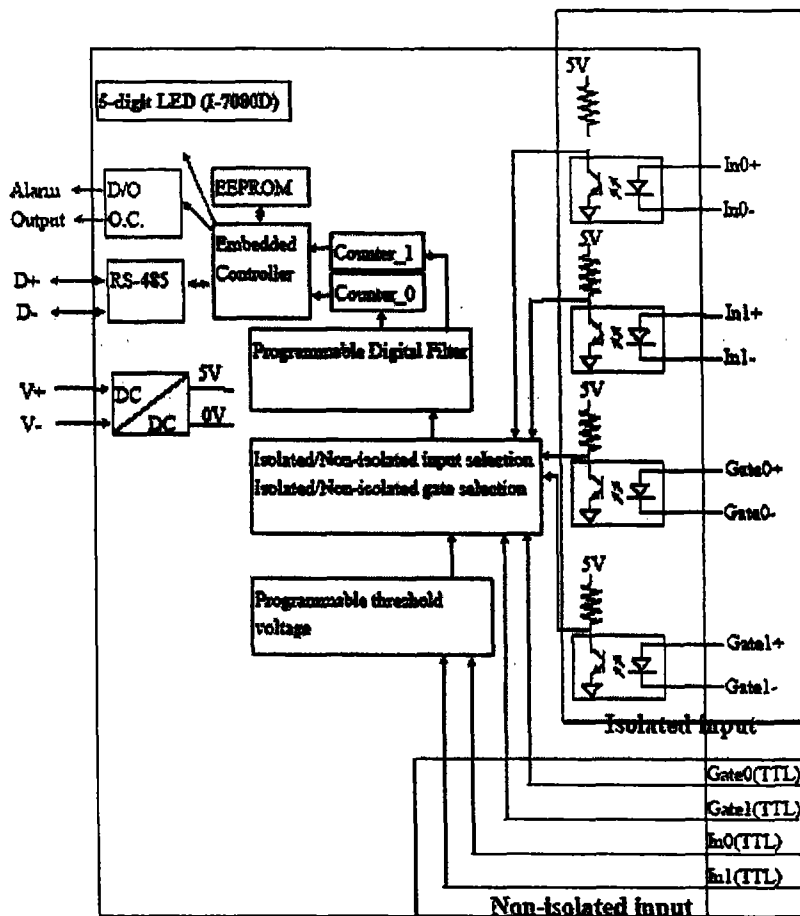 5-digit LED (I-7080D)
5V
In0+
In0-
Alarm
Output
D/O
O.C.
EEPROM
Embedded
Controller
Counter_1
Counter_0
D+
D-
RS-485
5V
In1+
In1-
Programmable Digital Filter
V+
V-
DC
DC
5V
0V
5V
Isolated/Non-isolated input selection
Isolated/Non-isolated gate selection
Gate0+
Gate0-
5V
Programmable threshold
voltage
Gate1+
Gate1-
Isolated input
Gate0(TTL)
Gate1(TTL)
In0(TTL)
In1(TTL)
Non-isolated input